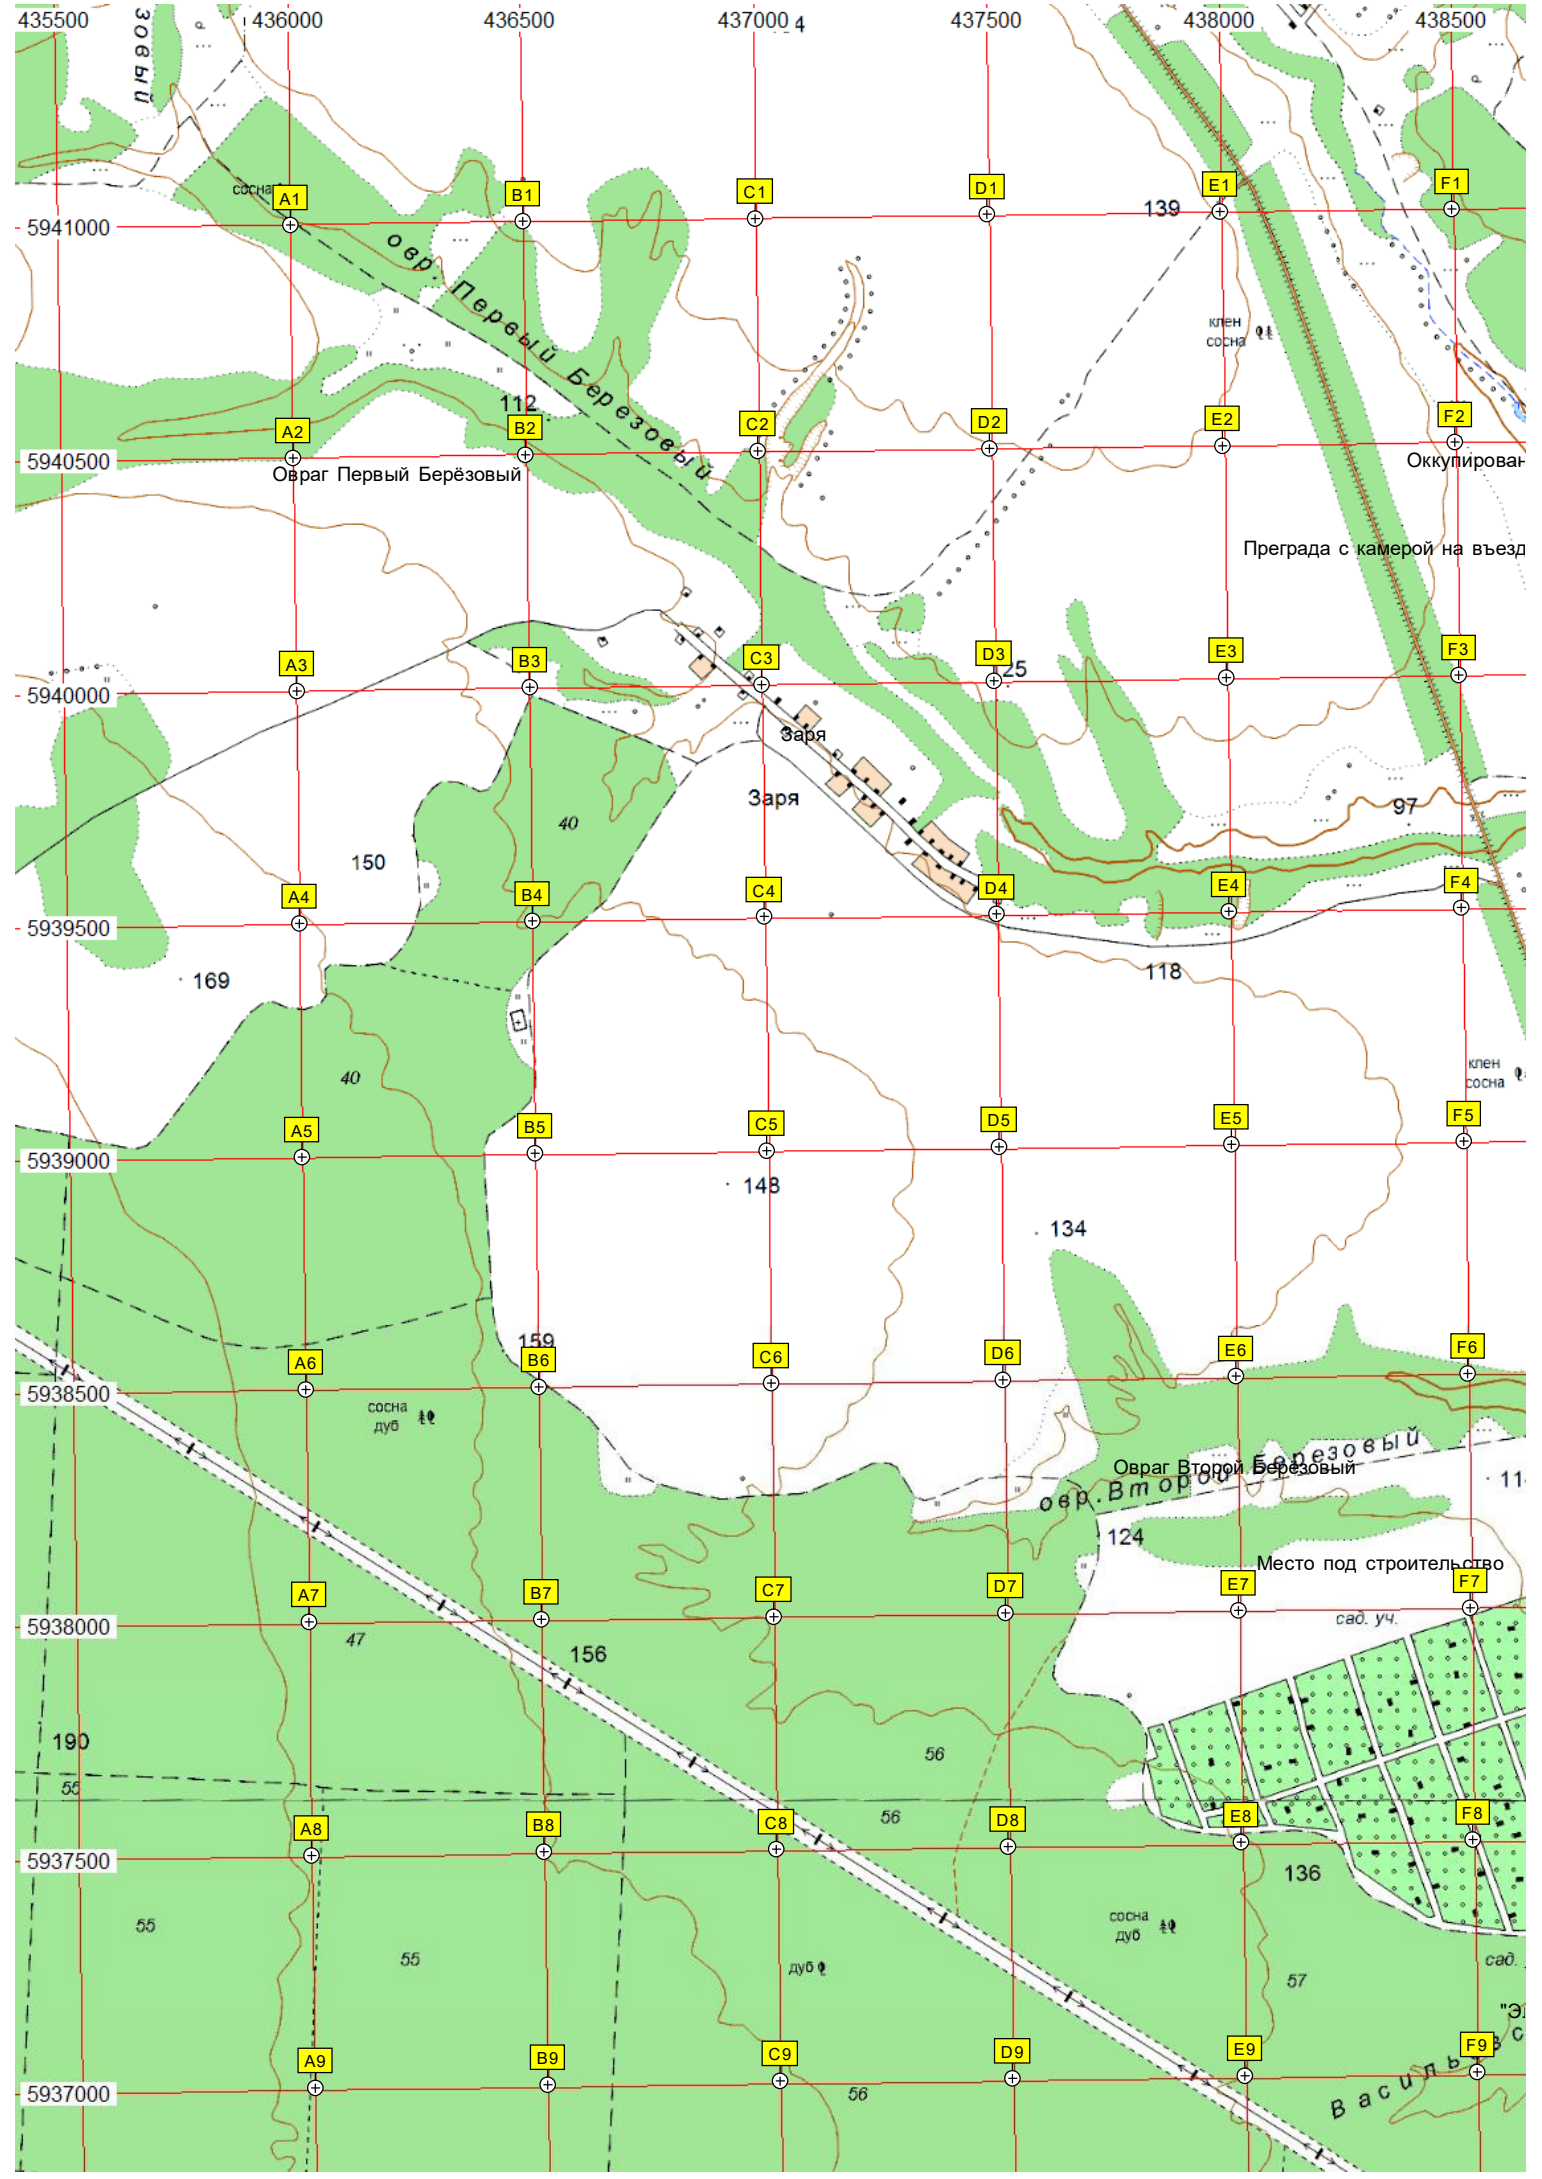 435500 436000 436500 437000 4 437500 438000 438500
зовый
сосна
A1 B1 C1 D1 E1 F1
139
5941000
овр. Первый Березовый
клен
сосна
112
A2 B2 C2 D2 E2 F2
5940500
Овраг Первый Берёзовый
Оккупирован
Преграда с камерой на въезд
A3 B3 C3 D3 E3 F3
25
5940000
Заря
Заря
97
40
150
A4 B4 C4 D4 E4 F4
5939500
169
118
клен
сосна
40
A5 B5 C5 D5 E5 F5
5939000
148
134
159
A6 B6 C6 D6 E6 F6
5938500
сосна
дуб
Овраг Второй Берёзовый
овр. Второй Березовый
11
124
Место под строительство
A7 B7 C7 D7 E7 F7
сад. уч.
5938000
47
156
190
56
55
56
A8 B8 C8 D8 E8 F8
5937500
136
55
сосна
дуб
55
дуб
сад.
57
"Э
A9 B9 C9 D9 E9 F9
5937000
56